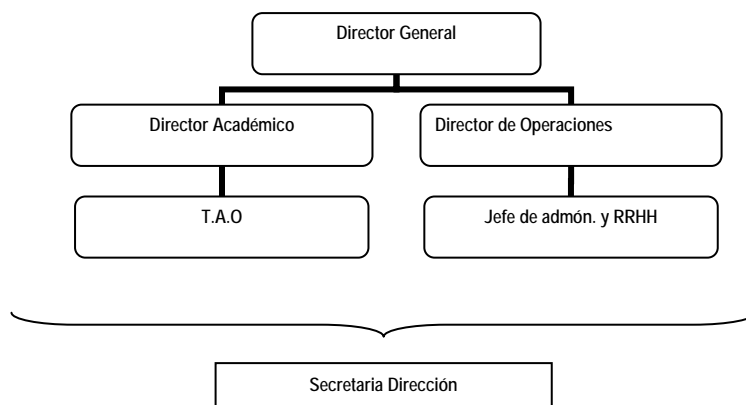 Director General
Director Académico
Director de Operaciones
T.A.O
Jefe de admón. y RRHH
Secretaria Dirección